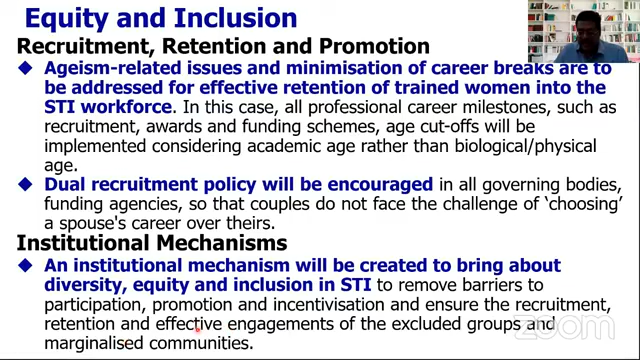 Equity and Inclusion
Recruitment, Retention and Promotion
Ageism-related issues and minimisation of career breaks are to
be addressed for effective retention of trained women into the
STI workforce. In this case, all professional career milestones, such
as recruitment, awards and funding schemes, age cut-offs will be
implemented considering academic age rather than biological/physical
age.
Dual recruitment policy will be encouraged in all governing bodies,
funding agencies, so that couples do not face the challenge of 'choosing'
a spouse's career over theirs.
Institutional Mechanisms
An institutional mechanism will be created to bring about
diversity, equity and inclusion in STI to remove barriers to
participation, promotion and incentivisation and ensure the recruitment,
retention and effective engagements of the excluded groups and
marginalised communities.
zoom